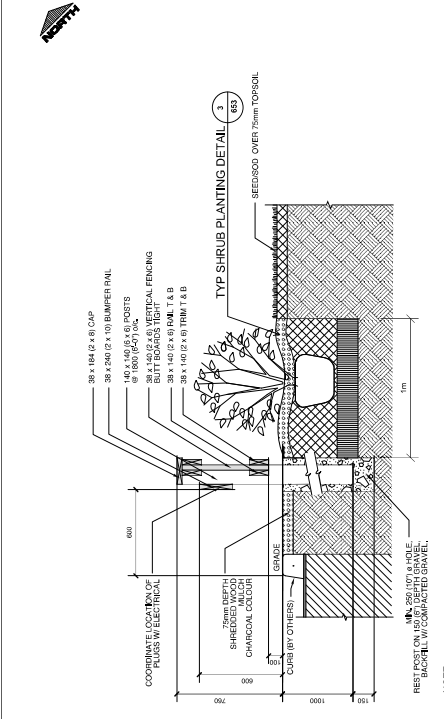 NORTH
38 x 184 (2 x 8) CAP
38 x 240 (2 x 10) BUMPER RAIL
140 x 140 (6 x 6) POSTS
@ 1800 (6'-0") o/c.
38 x 140 (2 x 6) VERTICAL FENCING
BUTT BOARDS TIGHT
38 x 140 (2 x 6) RAIL T & B
38 x 140 (2 x 6) TRIM T & B
TYP SHRUB PLANTING DETAIL
3
653
SEED/SOD OVER 75mm TOPSOIL
600
COORDINATE LOCATION OF
PLUGS W/ ELECTRICAL
75mm DEPTH
SHREDDED WOOD
MULCH
CHARCOAL COLOUR
GRADE
CURB (BY OTHERS)
100
600
760
1000
150
1m
MIN. 250 (10") ø HOLE.
REST POST ON 150 (6") DEPTH GRAVEL.
BACKFILL W/ COMPACTED GRAVEL.